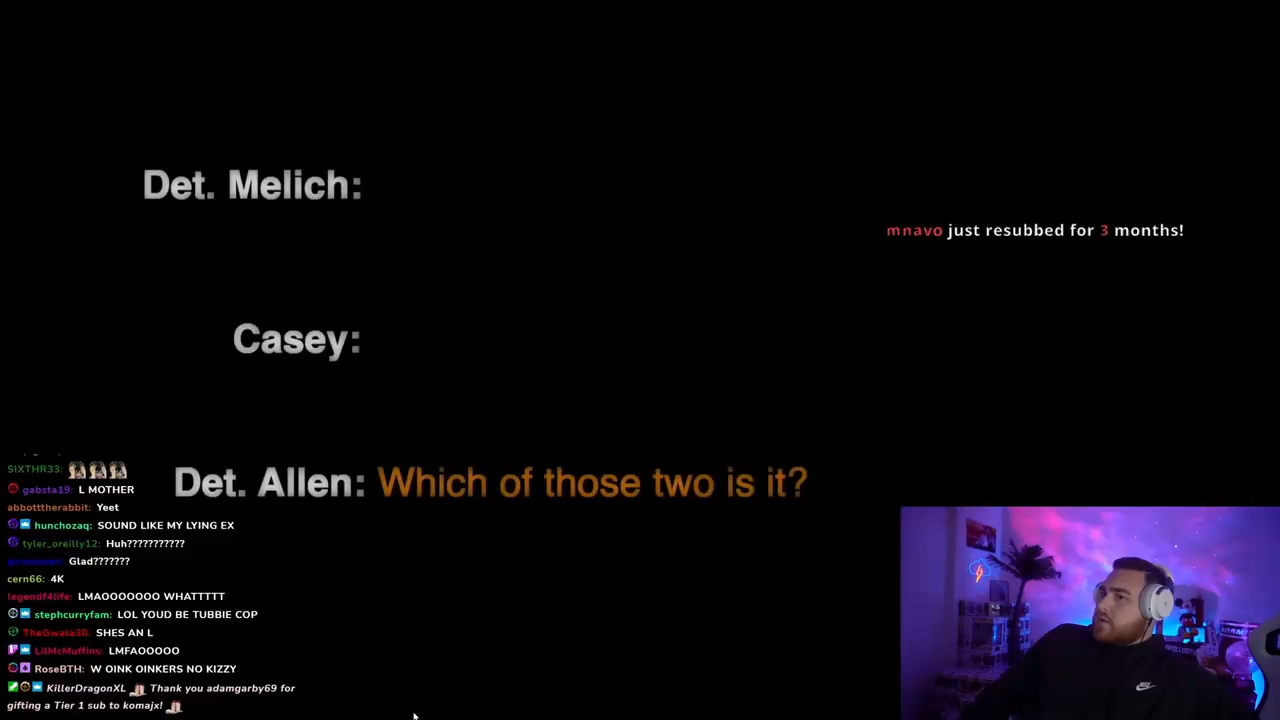 Det. Melich:
mnavo just resubbed for 3 months!
Casey:
Det. Allen: Which of those two is it?
SIXTHR33:
gabsta19: L MOTHER
abbotttherabbit: Yeet
hunchozaq: SOUND LIKE MY LYING EX
tyler_oreilly12: Huh???????????
Glad???????
cern66: 4K
legendf4life: LMAOOOOOOO WHATTTTT
stephcurryfam: LOL YOUD BE TUBBIE COP
TheGwala30: SHES AN L
LilMcMuffins: LMFAOOOOO
RoseBTH: W OINK OINKERS NO KIZZY
KillerDragonXL Thank you adamgarby69 for
gifting a Tier 1 sub to komajx!